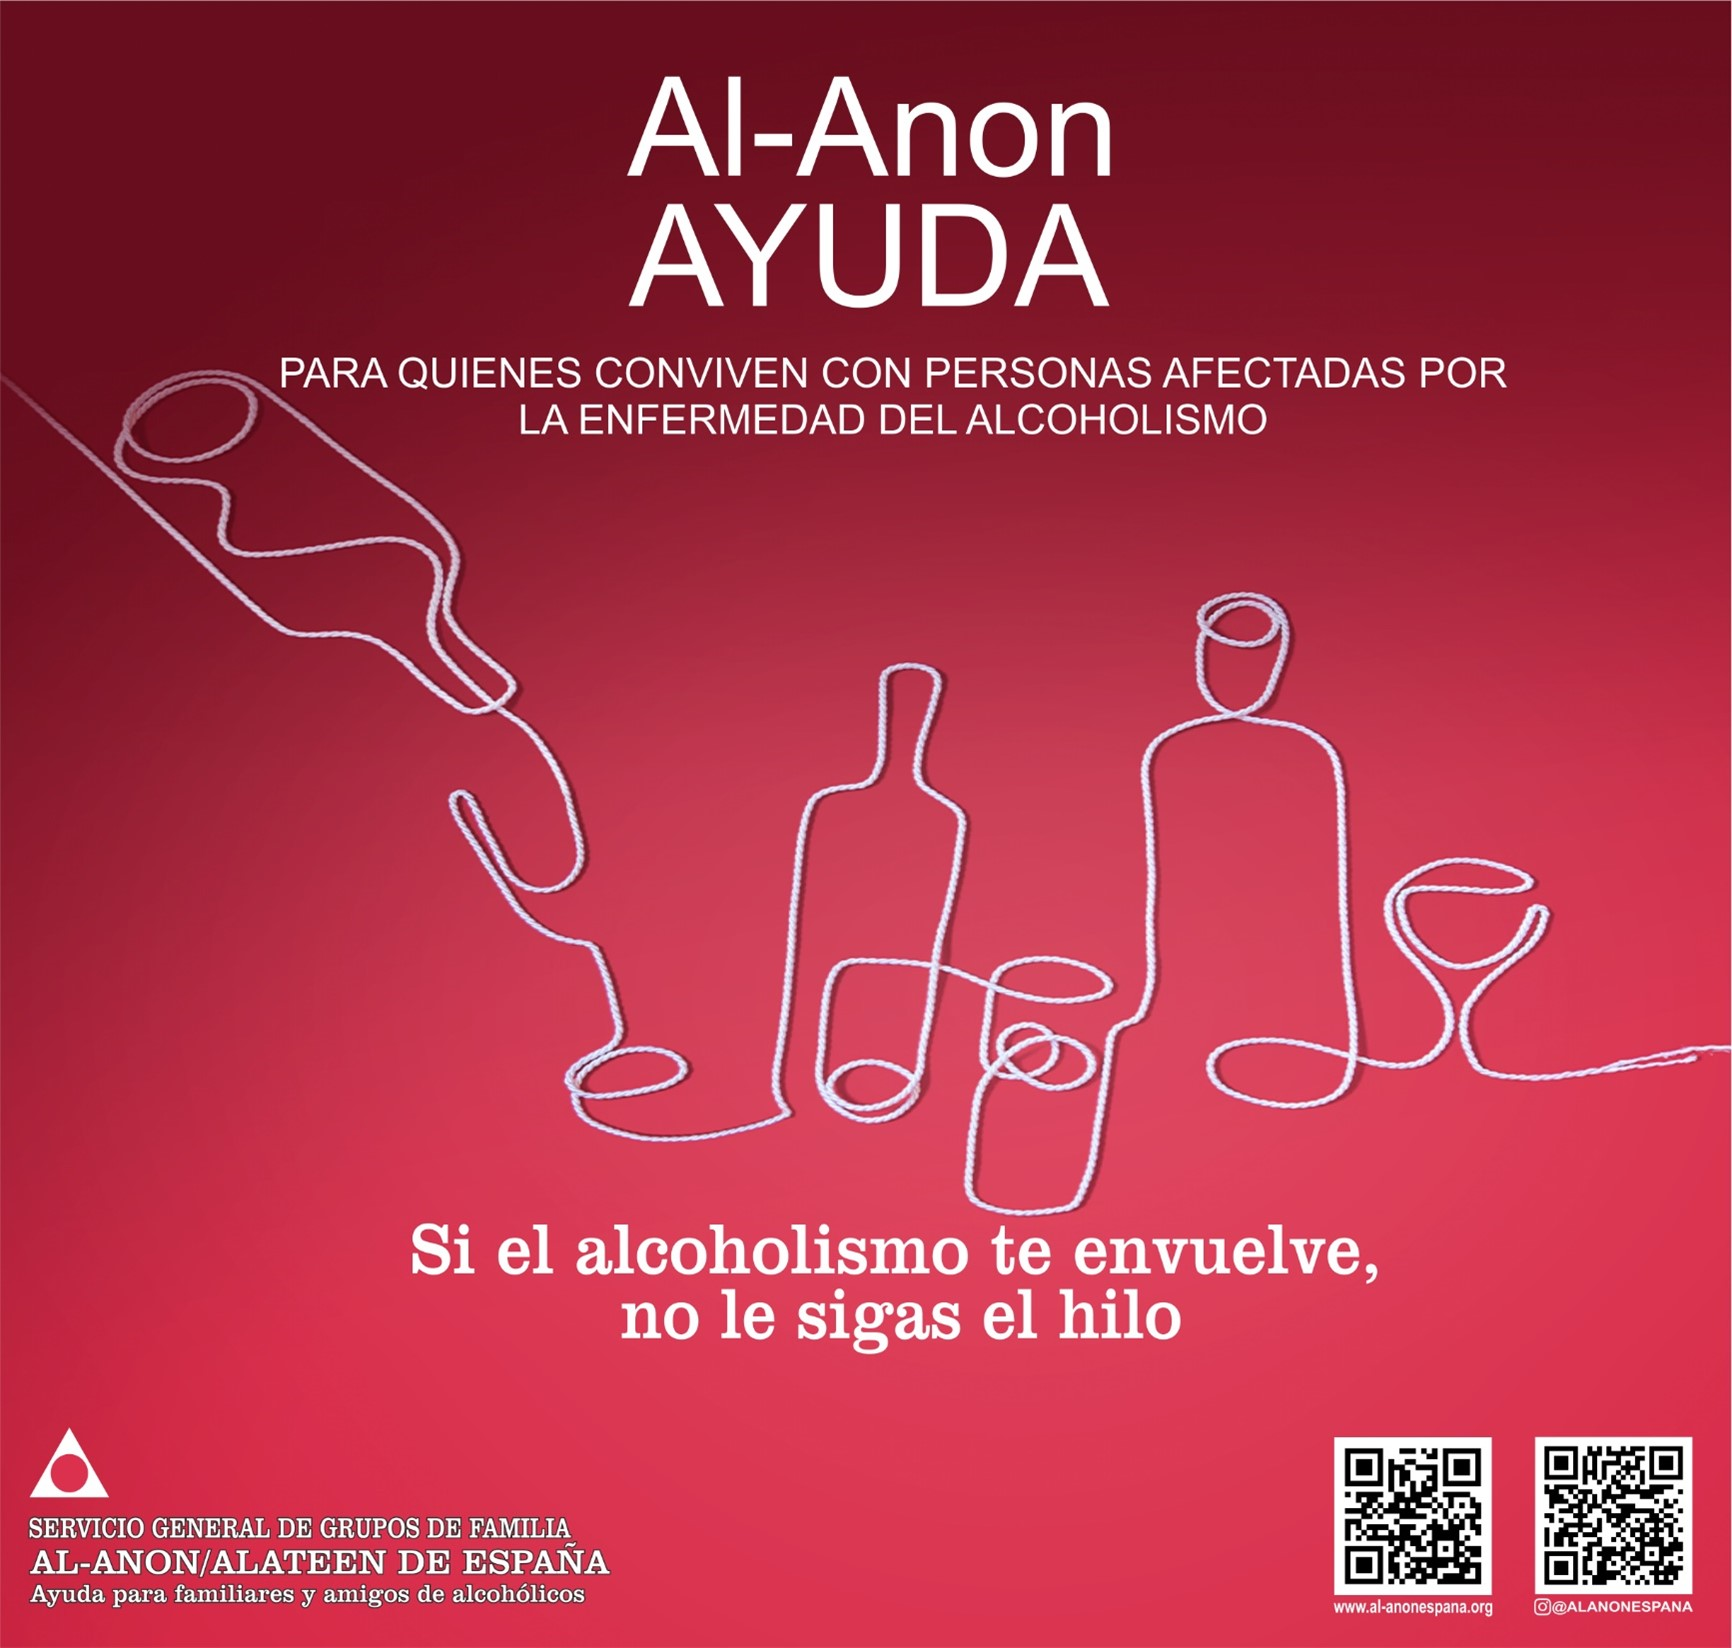 Al-Anon
AYUDA
PARA QUIENES CONVIVEN CON PERSONAS AFECTADAS POR
LA ENFERMEDAD DEL ALCOHOLISMO
Si el alcoholismo te envuelve,
no le sigas el hilo
SERVICIO GENERAL DE GRUPOS DE FAMILIA
AL-ANON/ALATEEN DE ESPAÑA
Ayuda para familiares y amigos de alcohólicos
www.al-anonespana.org
@ALANONESPANA